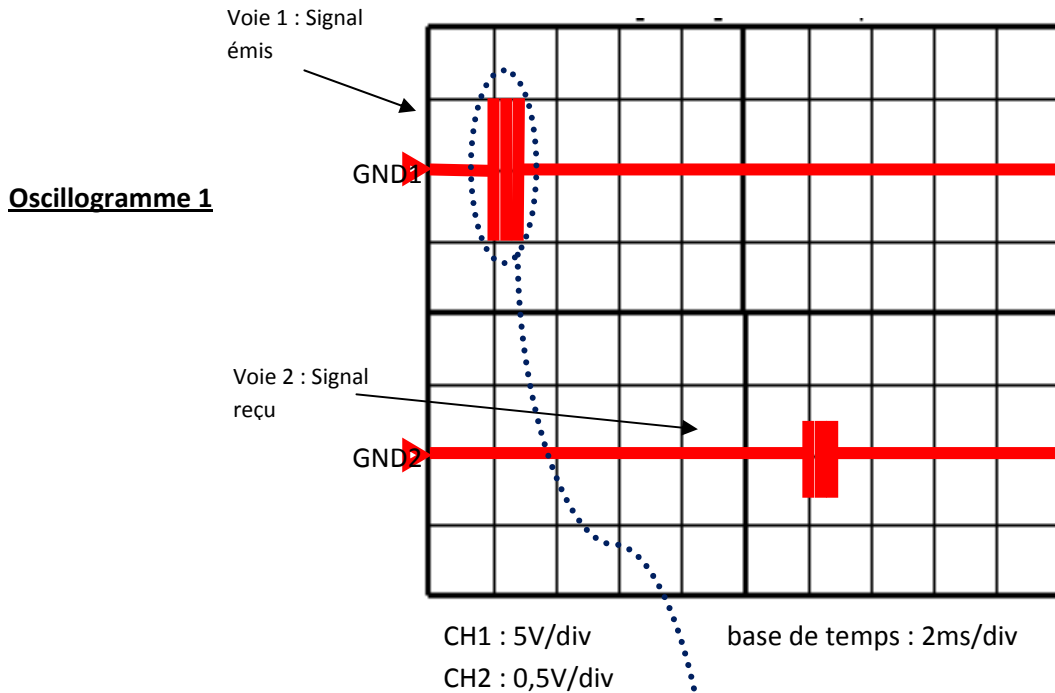 Voie 1 : Signal
émis
GND1
Oscillogramme 1
Voie 2 : Signal
reçu
GND2
CH1 : 5V/div
base de temps : 2ms/div
CH2 : 0,5V/div